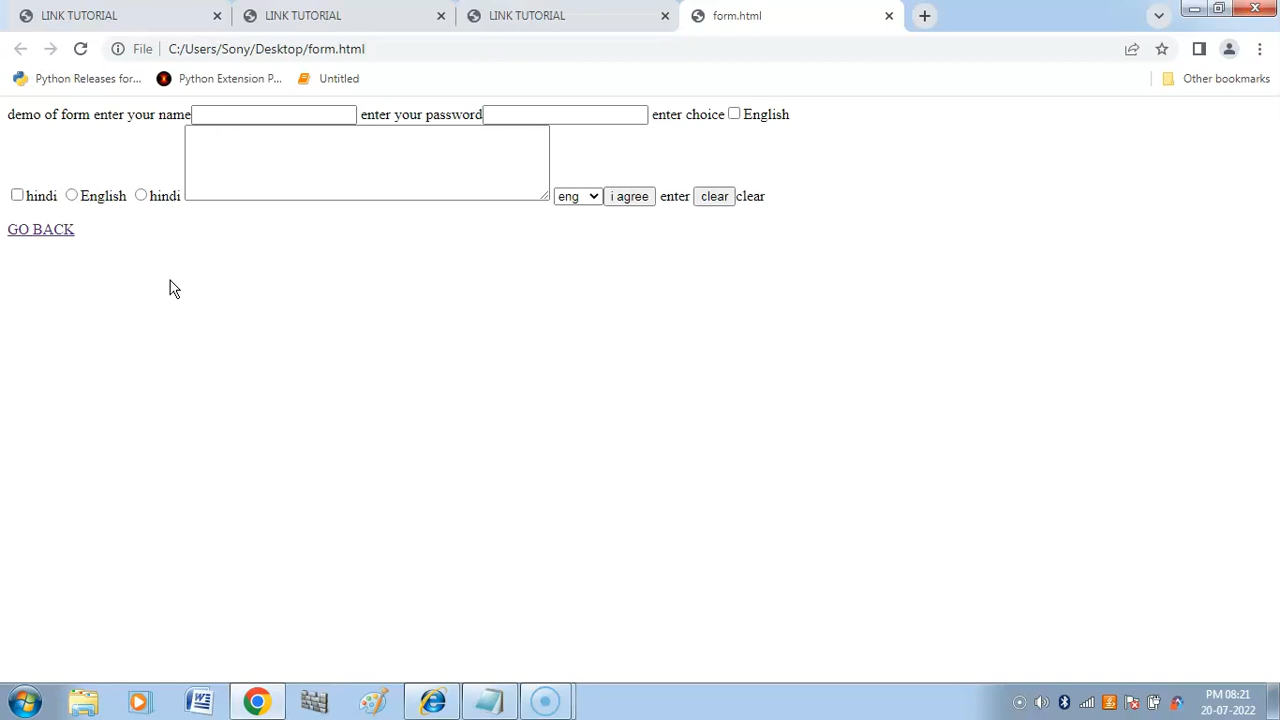 LINK TUTORIAL LINK TUTORIAL LINK TUTORIAL form.html
File C:/Users/Sony/Desktop/form.html
Python Releases for... Python Extension P... Untitled Other bookmarks
demo of form enter your name enter your password enter choice English
hindi English hindi eng i agree enter clear clear
GO BACK
PM 08:21
20-07-2022